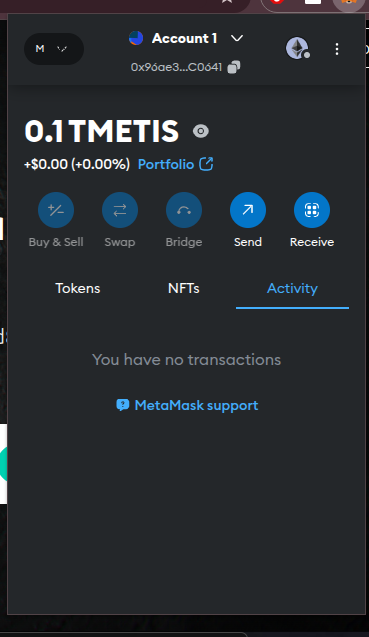 M
Account 1
0x96ae3...C0641
0.1 TMETIS
+$0.00 (+0.00%) Portfolio
Buy & Sell Swap Bridge Send Receive
Tokens NFTs Activity
You have no transactions
MetaMask support